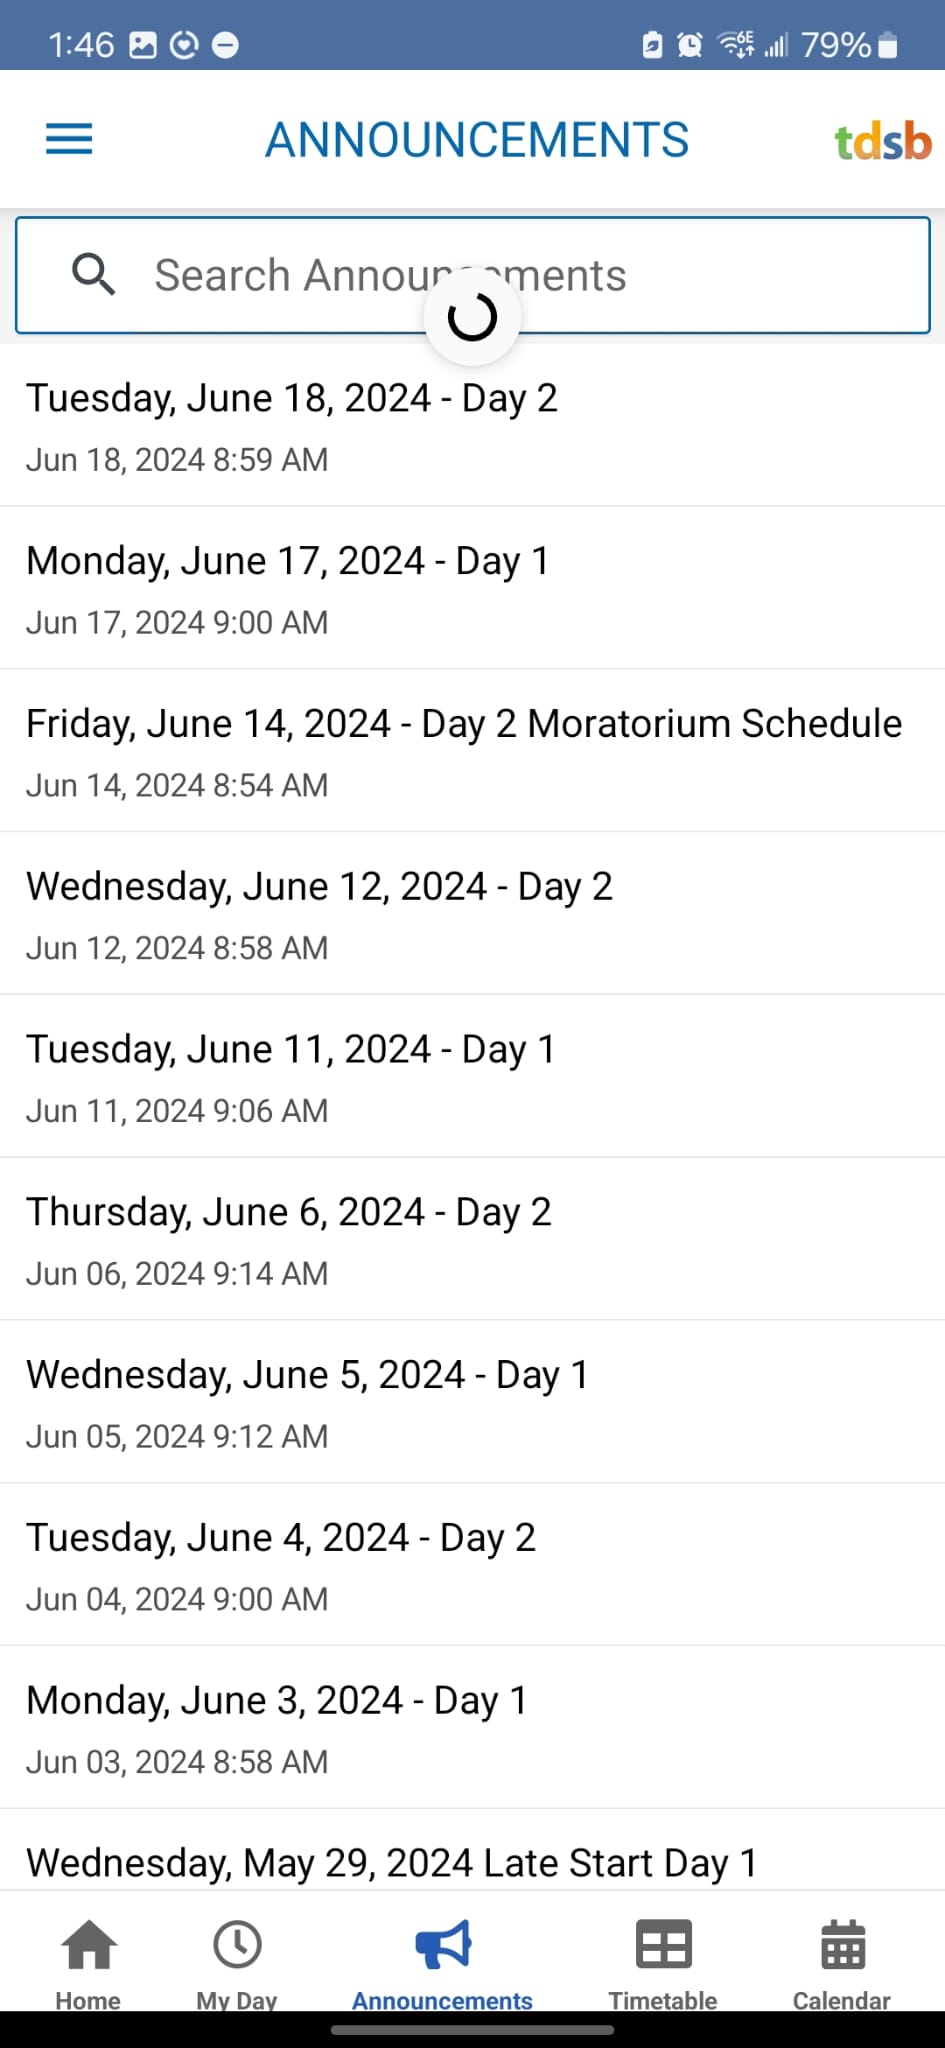 1:46
6E
79%
ANNOUNCEMENTS
tdsb
Search Announcements
Tuesday, June 18, 2024 - Day 2
Jun 18, 2024 8:59 AM
Monday, June 17, 2024 - Day 1
Jun 17, 2024 9:00 AM
Friday, June 14, 2024 - Day 2 Moratorium Schedule
Jun 14, 2024 8:54 AM
Wednesday, June 12, 2024 - Day 2
Jun 12, 2024 8:58 AM
Tuesday, June 11, 2024 - Day 1
Jun 11, 2024 9:06 AM
Thursday, June 6, 2024 - Day 2
Jun 06, 2024 9:14 AM
Wednesday, June 5, 2024 - Day 1
Jun 05, 2024 9:12 AM
Tuesday, June 4, 2024 - Day 2
Jun 04, 2024 9:00 AM
Monday, June 3, 2024 - Day 1
Jun 03, 2024 8:58 AM
Wednesday, May 29, 2024 Late Start Day 1
Home
My Day
Announcements
Timetable
Calendar